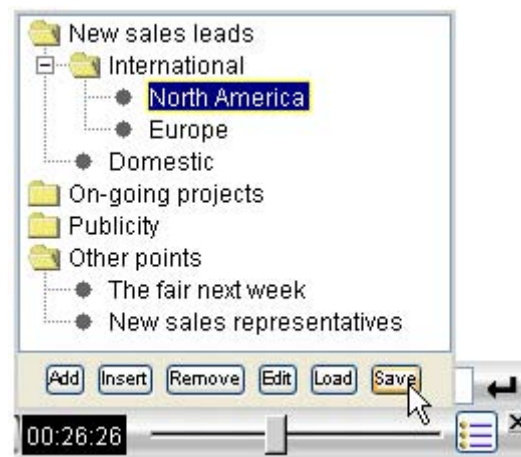 New sales leads
International
North America
Europe
Domestic
On-going projects
Publicity
Other points
The fair next week
New sales representatives
Add Insert Remove Edit Load Save
00:26:26